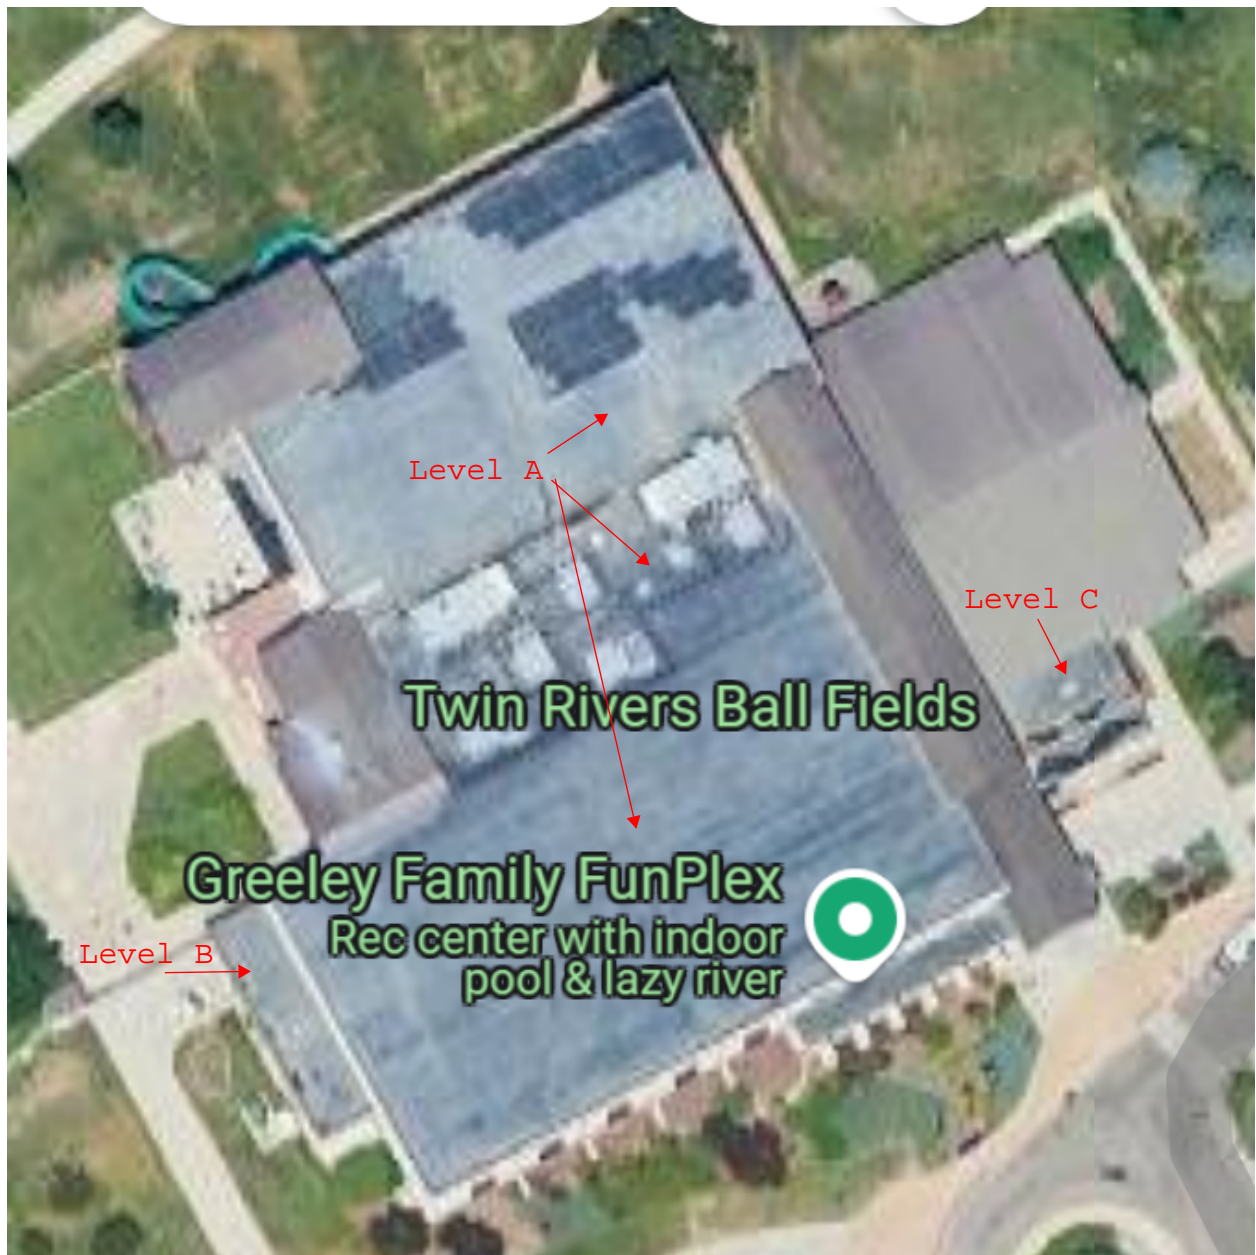 Level A
Level C
Twin Rivers Ball Fields
Greeley Family FunPlex
Rec center with indoor
pool & lazy river
Level B